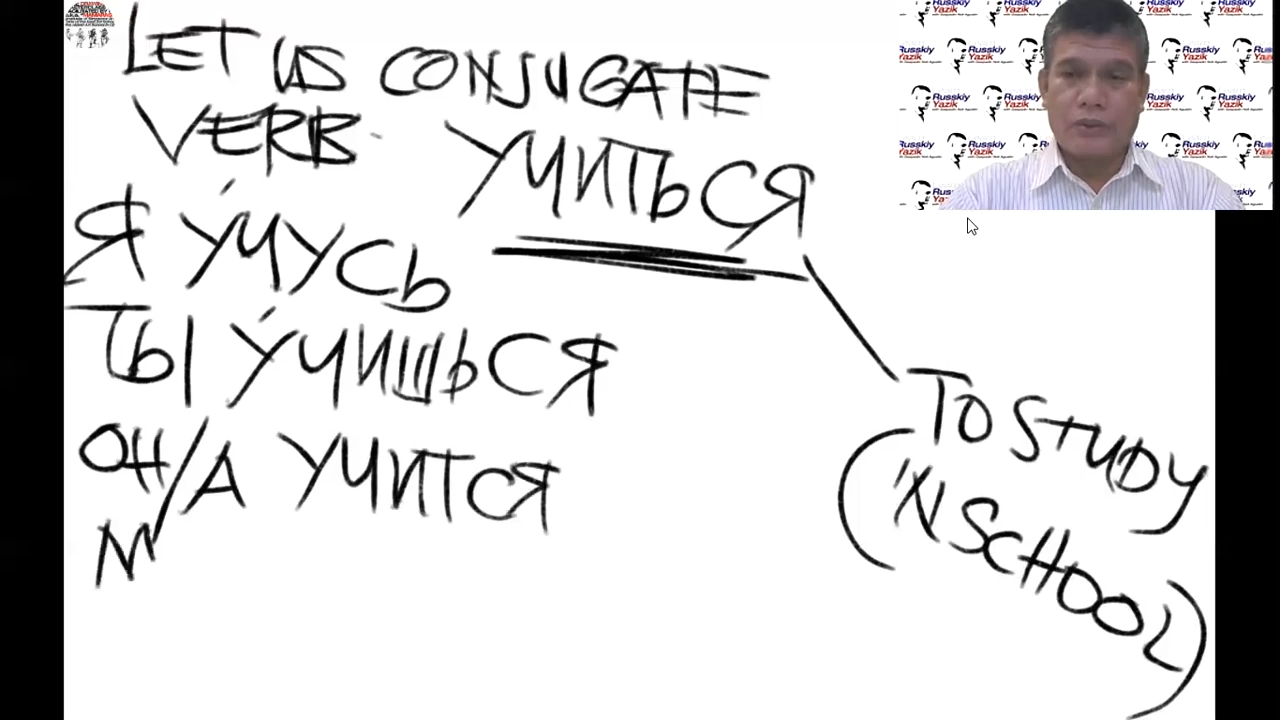 LET US CONJUGATE
VERB УЧИТЬСЯ
Я УЧУСЬ
ТЫ УЧИШЬСЯ
ОН/А УЧИТСЯ
М
TO STUDY
(IN SCHOOL)
Russkiy
Yazik